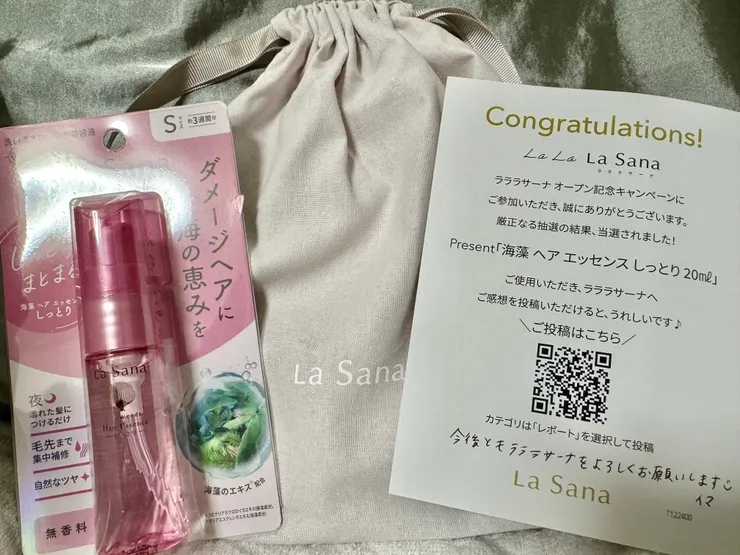 S
サイズ
約3週間分
ダメージヘアに
海の恵みを
まとまる
海藻 ヘア エッセンス
しっとり
La Sana
Hair Essence
夜
濡れた髪に
つけるだけ
毛先まで
集中補修
自然なツヤ
無香料
海藻のエキス
配合
La Sana
Congratulations!
La La La Sana
ラララサーナ
ラララサーナ オープン記念キャンペーンに
ご参加いただき、誠にありがとうございます。
厳正なる抽選の結果、当選されました!
Present「海藻 ヘア エッセンス しっとり 20㎖」
ご使用いただき、ラララサーナへ
ご感想を投稿いただけると、うれしいです♪
＼ご投稿はこちら／
カテゴリは「レポート」を選択して投稿
今後ともラララサーナをよろしくお願いします
イマ
La Sana
T122400